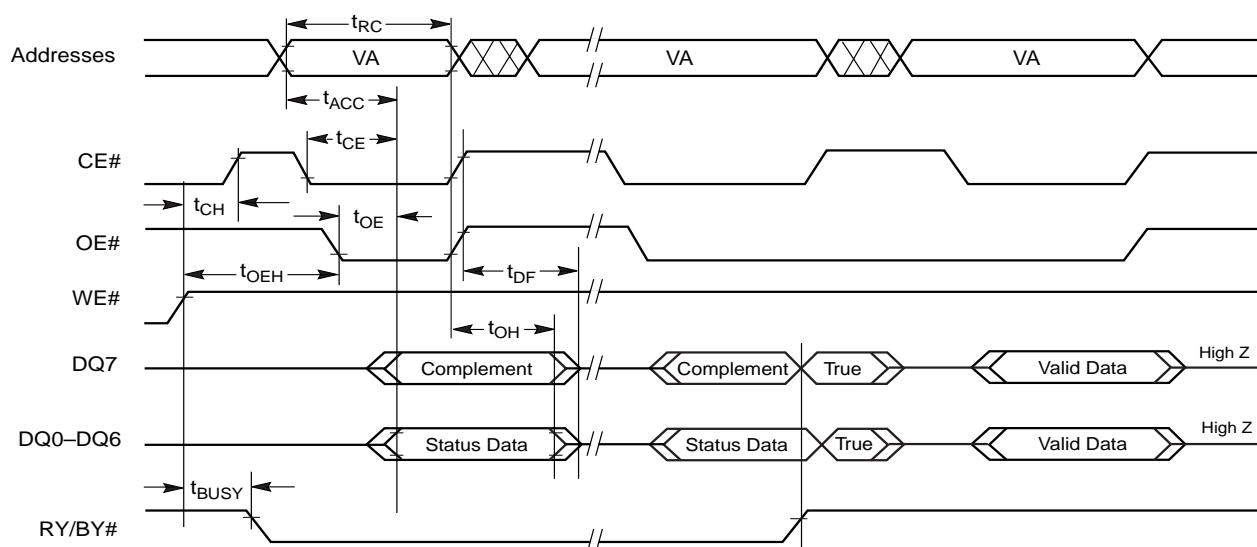 tRC
Addresses VA VA VA
tACC
tCE
CE#
tCH tOE
OE#
tOEH tDF
WE#
tOH
DQ7 Complement Complement True Valid Data High Z
DQ0–DQ6 Status Data Status Data True Valid Data High Z
tBUSY
RY/BY#